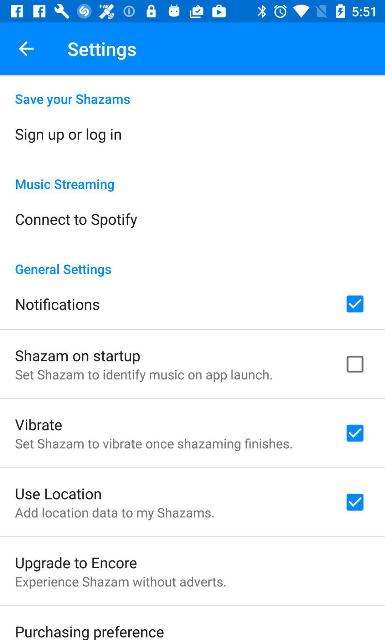 5:51
Settings
Save your Shazams
Sign up or log in
Music Streaming
Connect to Spotify
General Settings
Notifications
Shazam on startup
Set Shazam to identify music on app launch.
Vibrate
Set Shazam to vibrate once shazaming finishes.
Use Location
Add location data to my Shazams.
Upgrade to Encore
Experience Shazam without adverts.
Purchasing preference